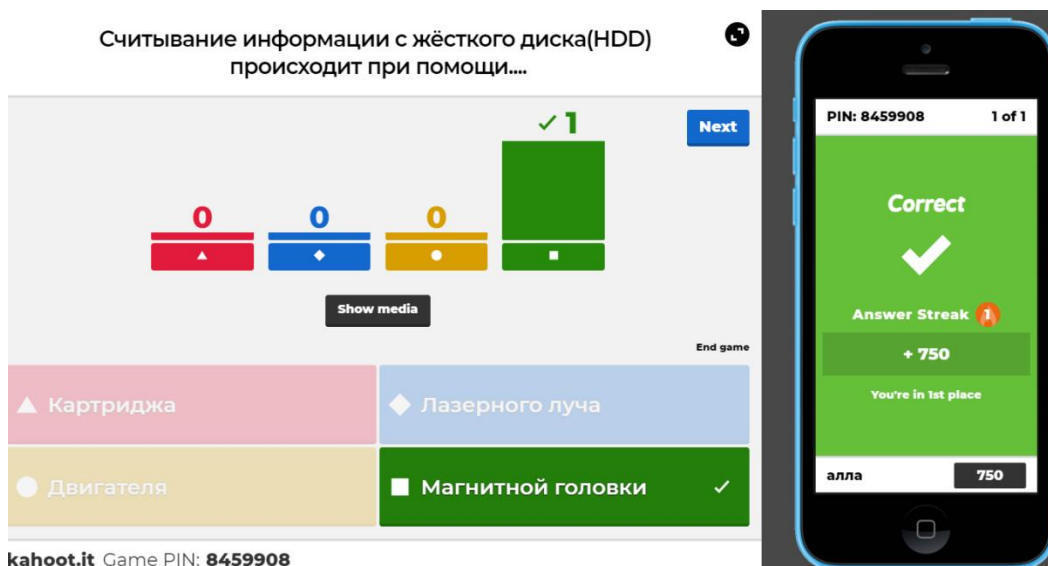 Считывание информации с жёсткого диска(HDD)
происходит при помощи....
1
Next
0
0
0
Show media
End game
Картриджа
Лазерного луча
Двигателя
Магнитной головки
kahoot.it Game PIN: 8459908
PIN: 8459908
1 of 1
Correct
Answer Streak 1
+ 750
You're in 1st place
алла
750